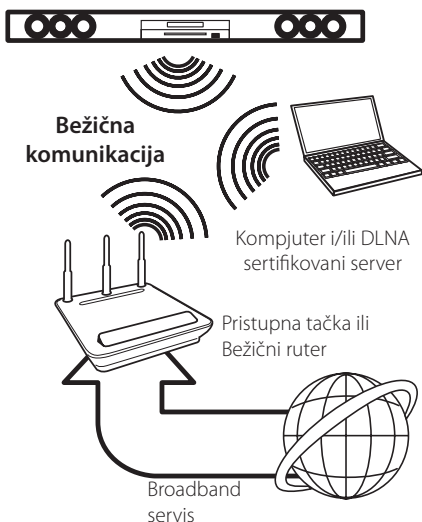 Bežična
komunikacija
Kompjuter i/ili DLNA
sertifikovani server
Pristupna tačka ili
Bežični ruter
Broadband
servis